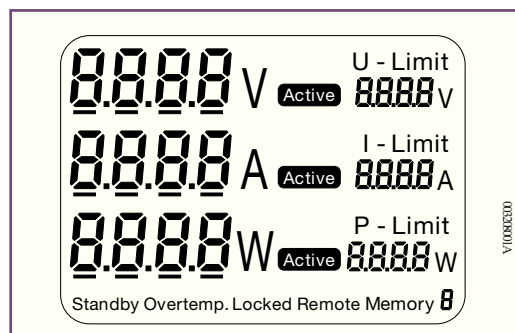 U - Limit
8.8.8.8 V Active 8.8.8.8 V
I - Limit
8.8.8.8 A Active 8.8.8.8 A
P - Limit
8.8.8.8 W Active 8.8.8.8 W
Standby Overtemp. Locked Remote Memory 8